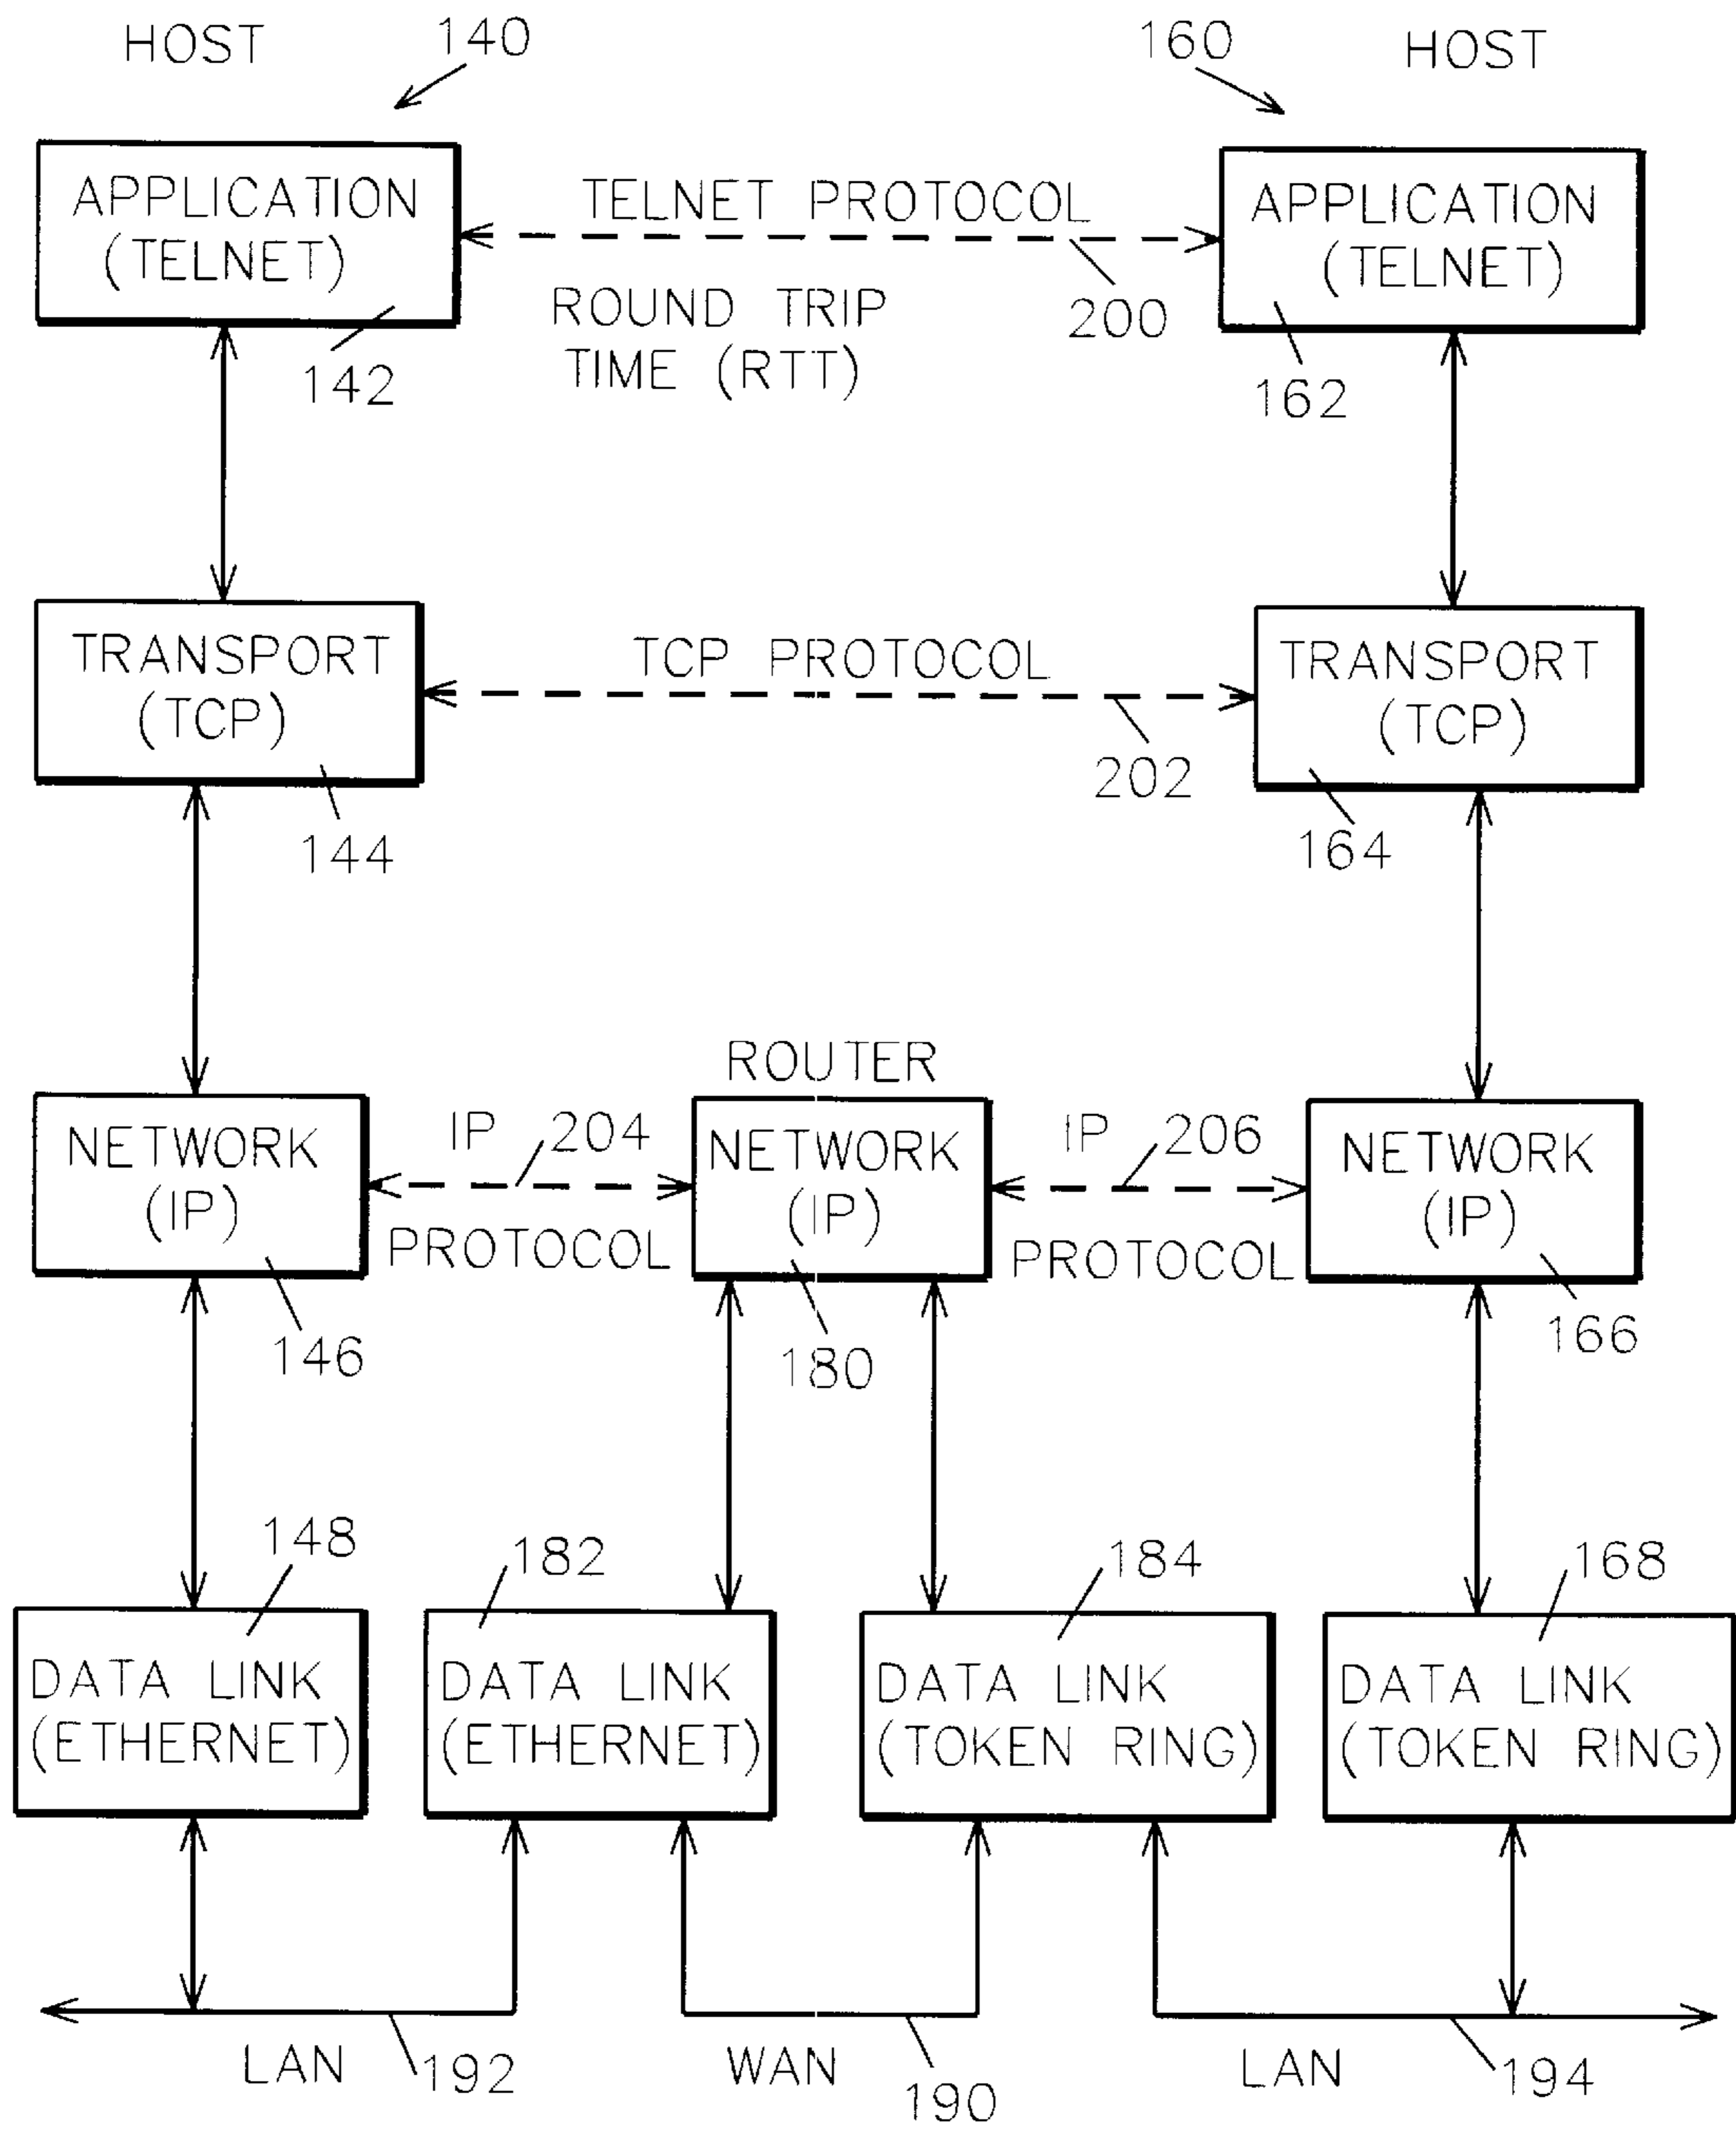 HOST 140 160 HOST
APPLICATION
(TELNET)
142
TELNET PROTOCOL
200
ROUND TRIP
TIME (RTT)
APPLICATION
(TELNET)
162
TRANSPORT
(TCP)
144
TCP PROTOCOL
202
TRANSPORT
(TCP)
164
ROUTER
NETWORK
(IP)
146
IP 204
PROTOCOL
NETWORK
(IP)
180
IP 206
PROTOCOL
NETWORK
(IP)
166
148
DATA LINK
(ETHERNET)
182
DATA LINK
(ETHERNET)
184
DATA LINK
(TOKEN RING)
168
DATA LINK
(TOKEN RING)
LAN 192
WAN 190
LAN 194